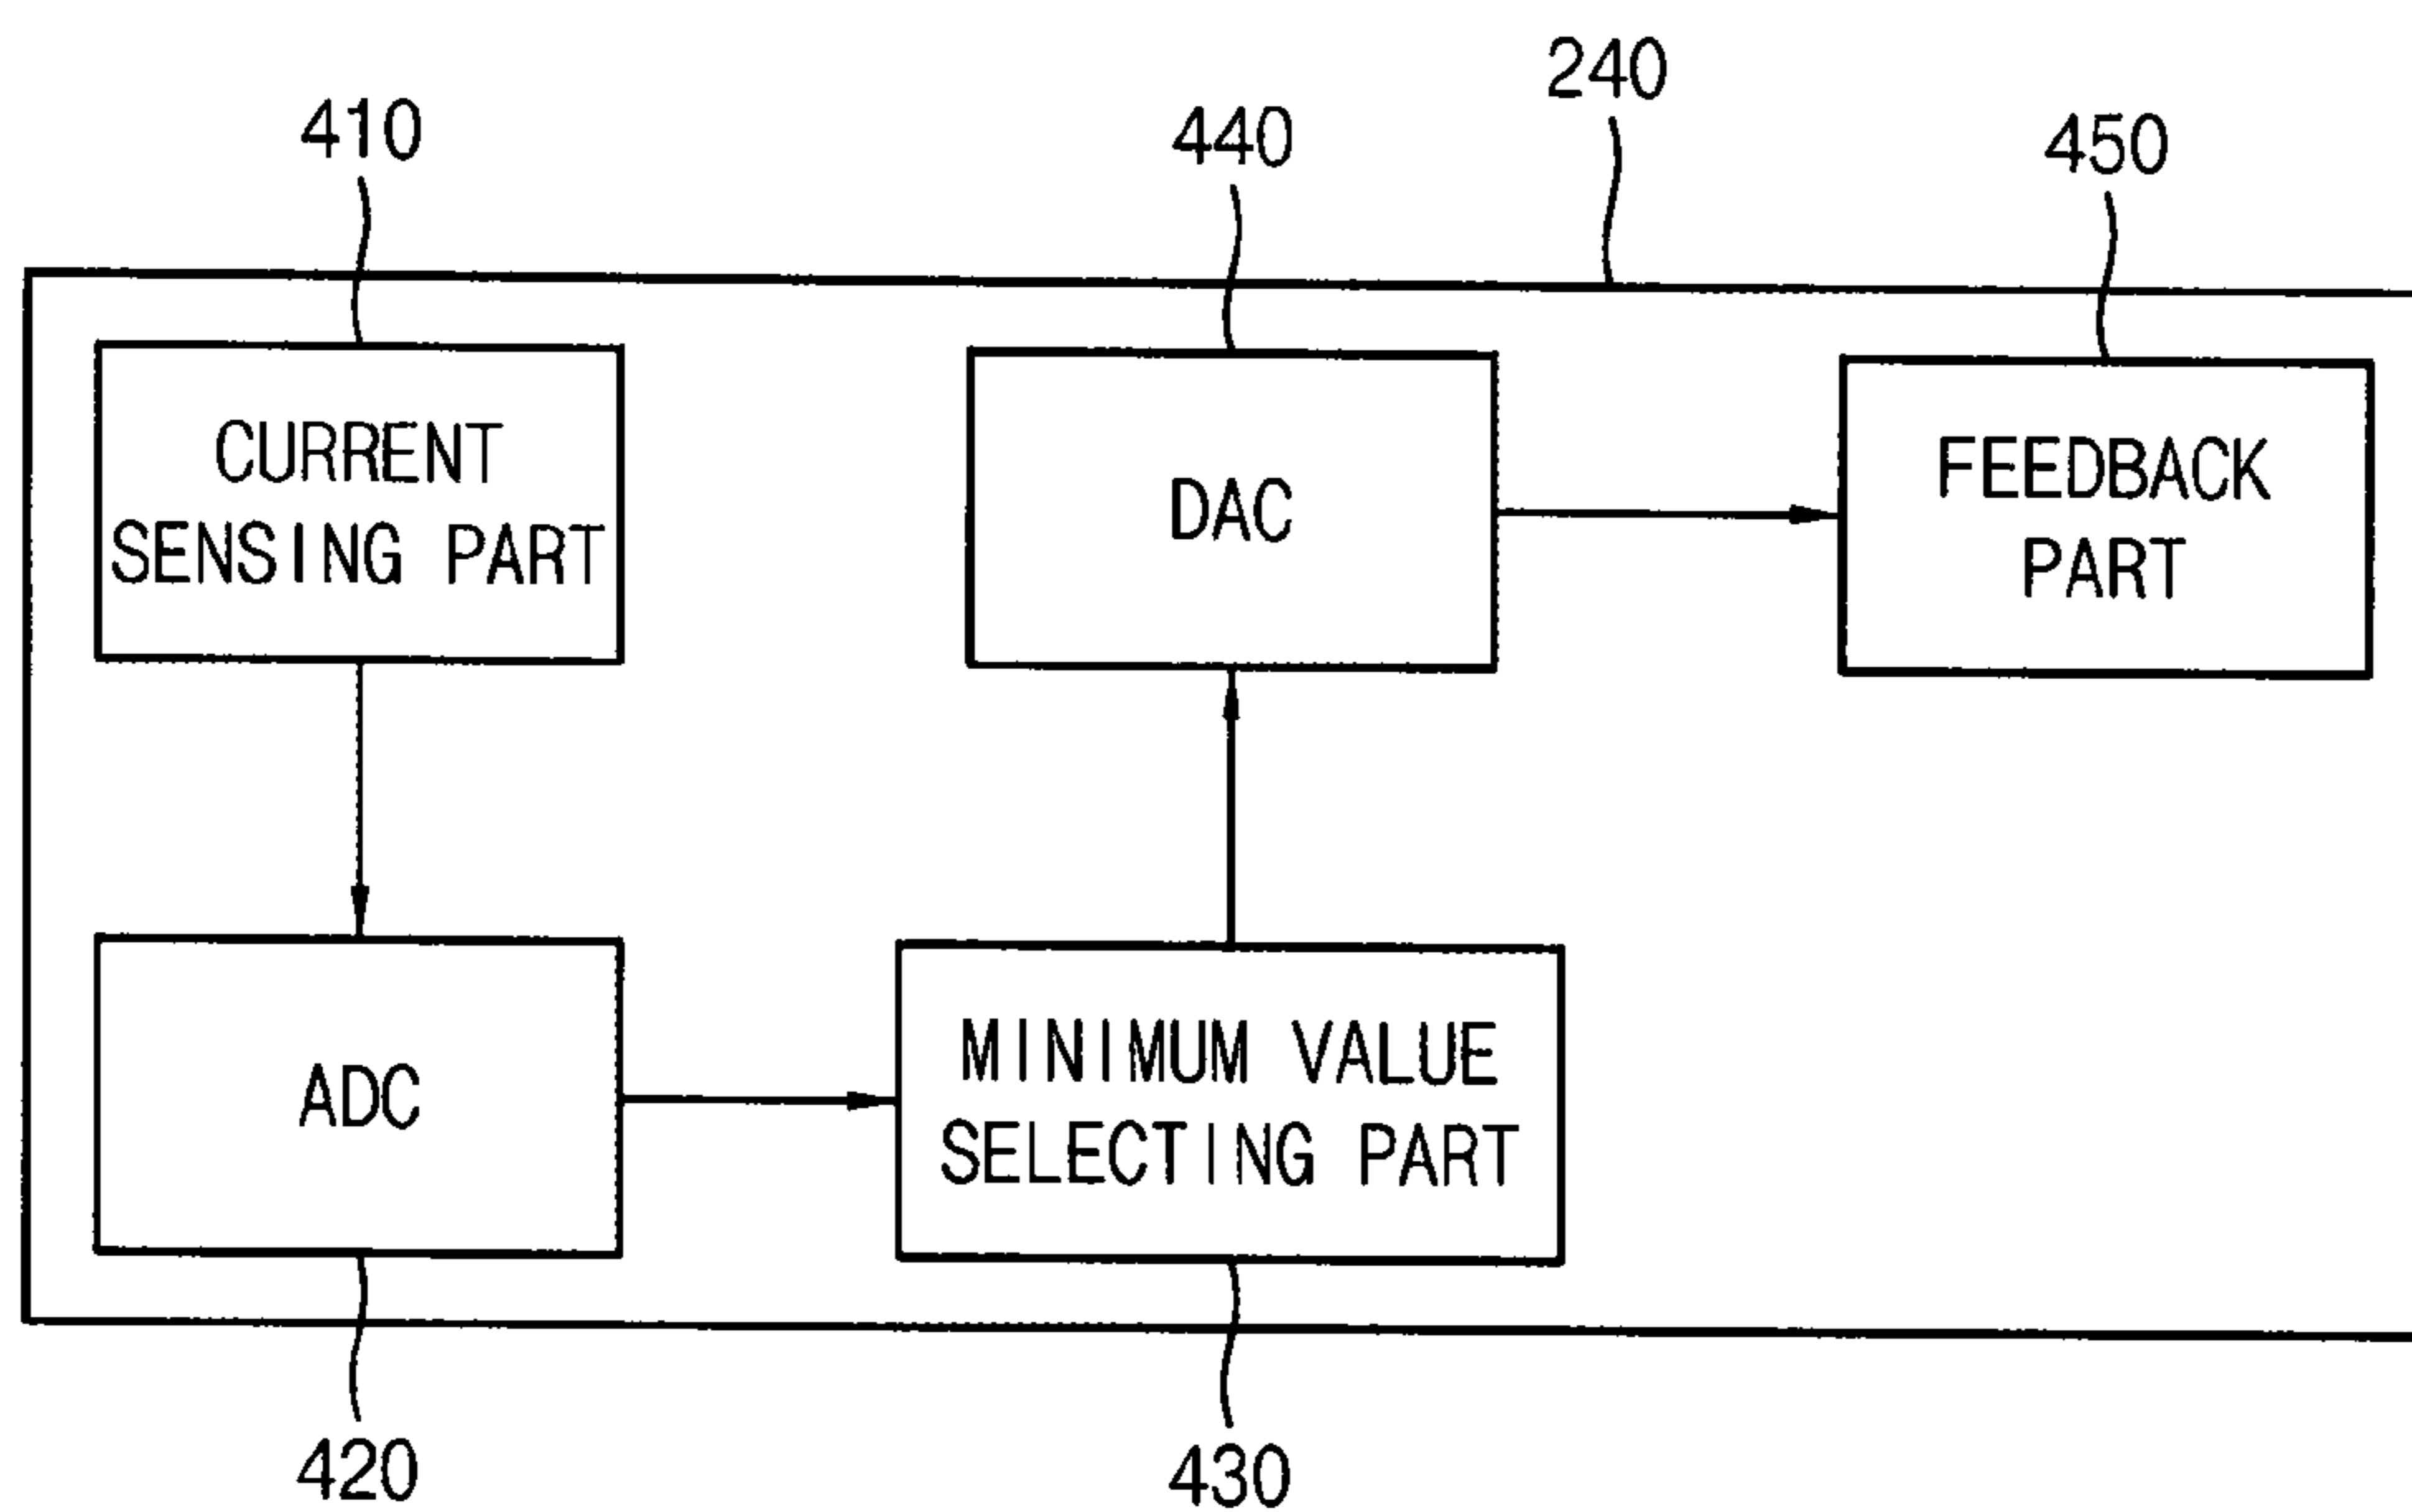 240
410
440
450
CURRENT
SENSING PART
DAC
FEEDBACK
PART
ADC
MINIMUM VALUE
SELECTING PART
420
430